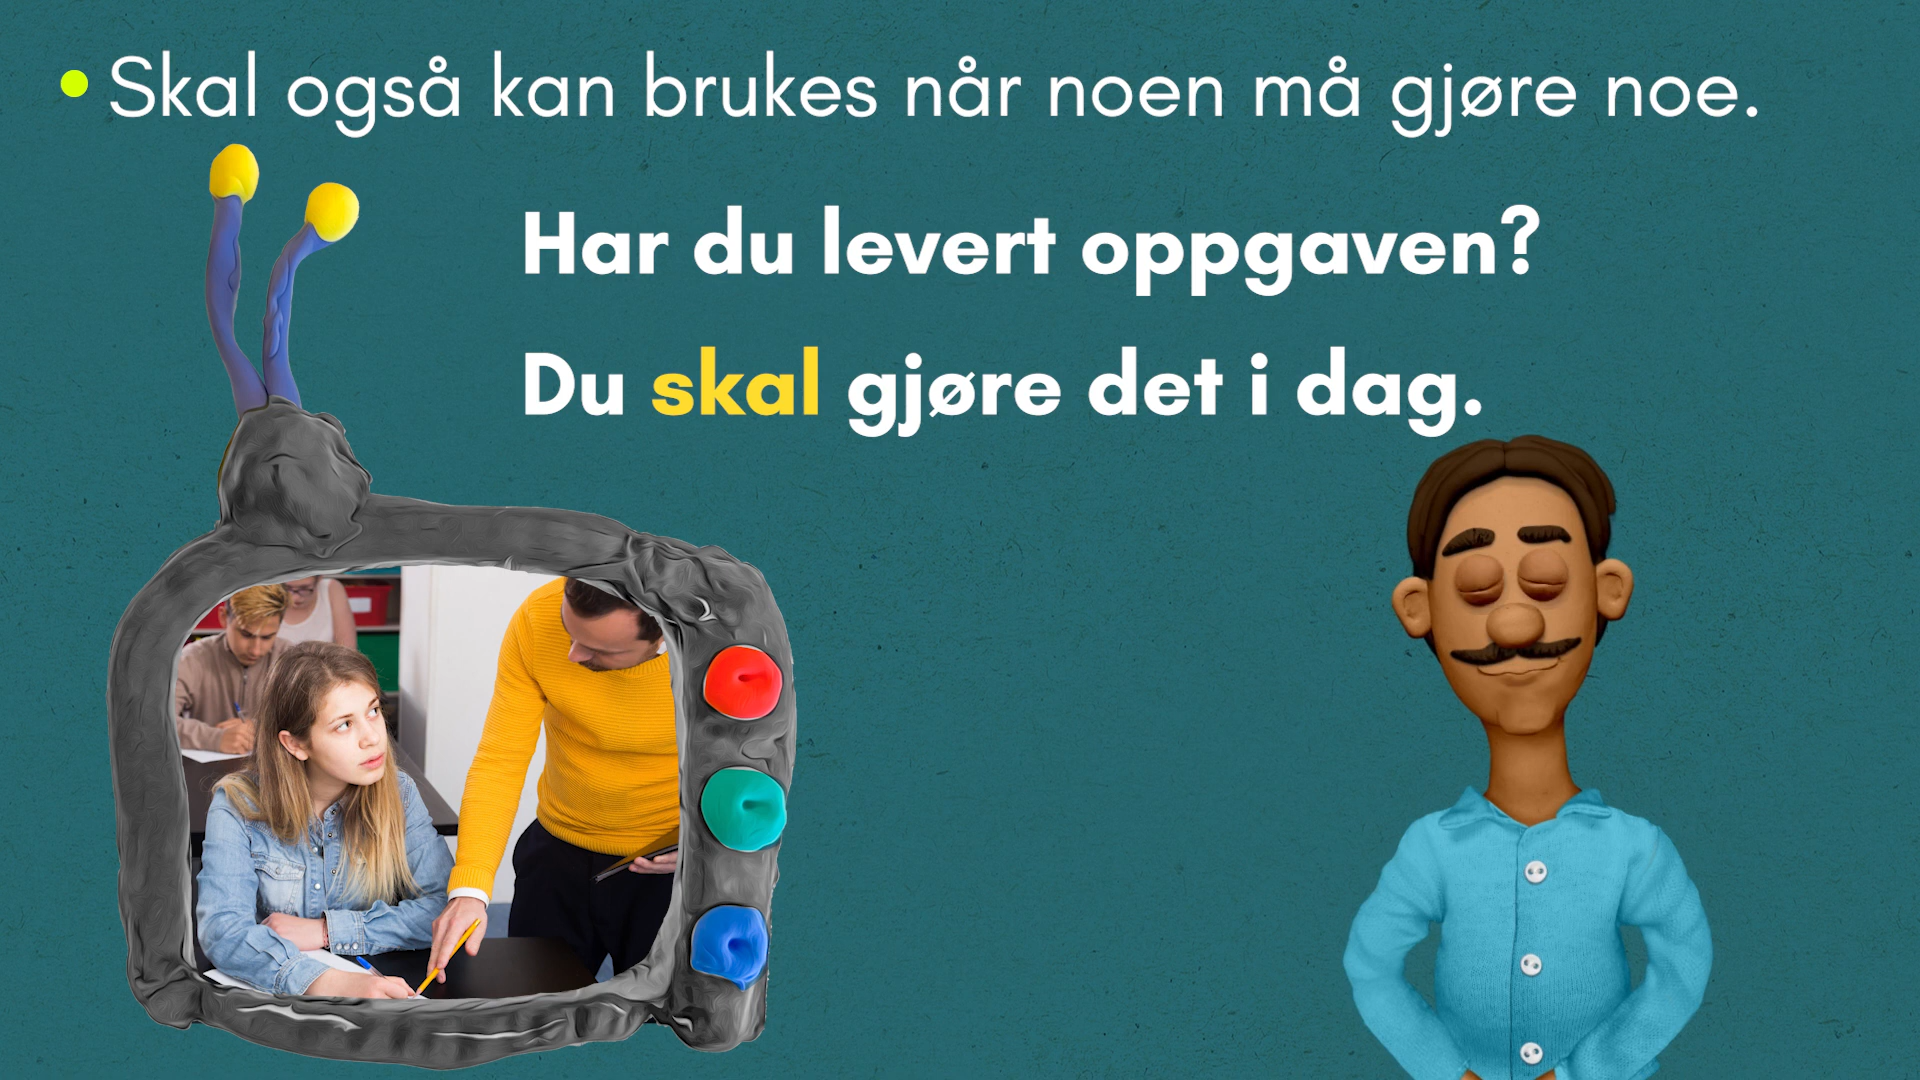 Skal også kan brukes når noen må gjøre noe.
Har du levert oppgaven?
Du skal gjøre det i dag.